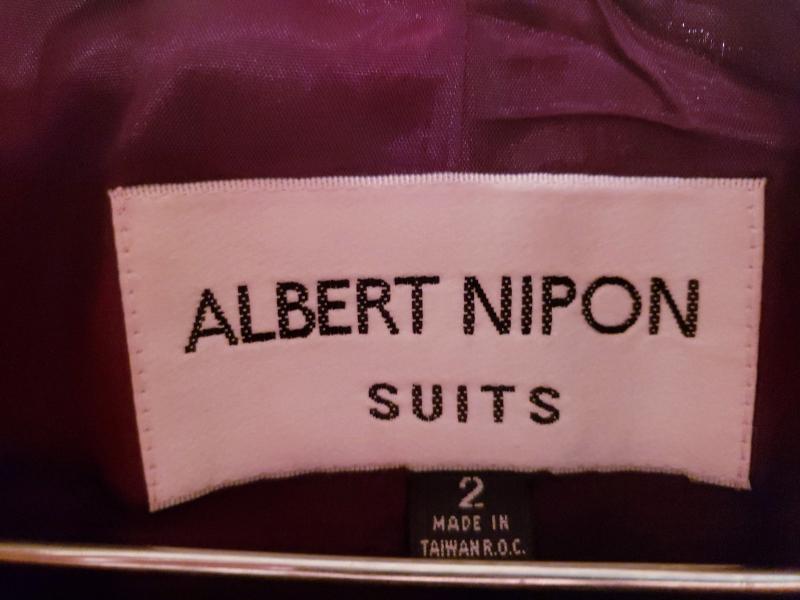 ALBERT NIPON
SUITS
2
MADE IN
TAIWAN R.O.C.